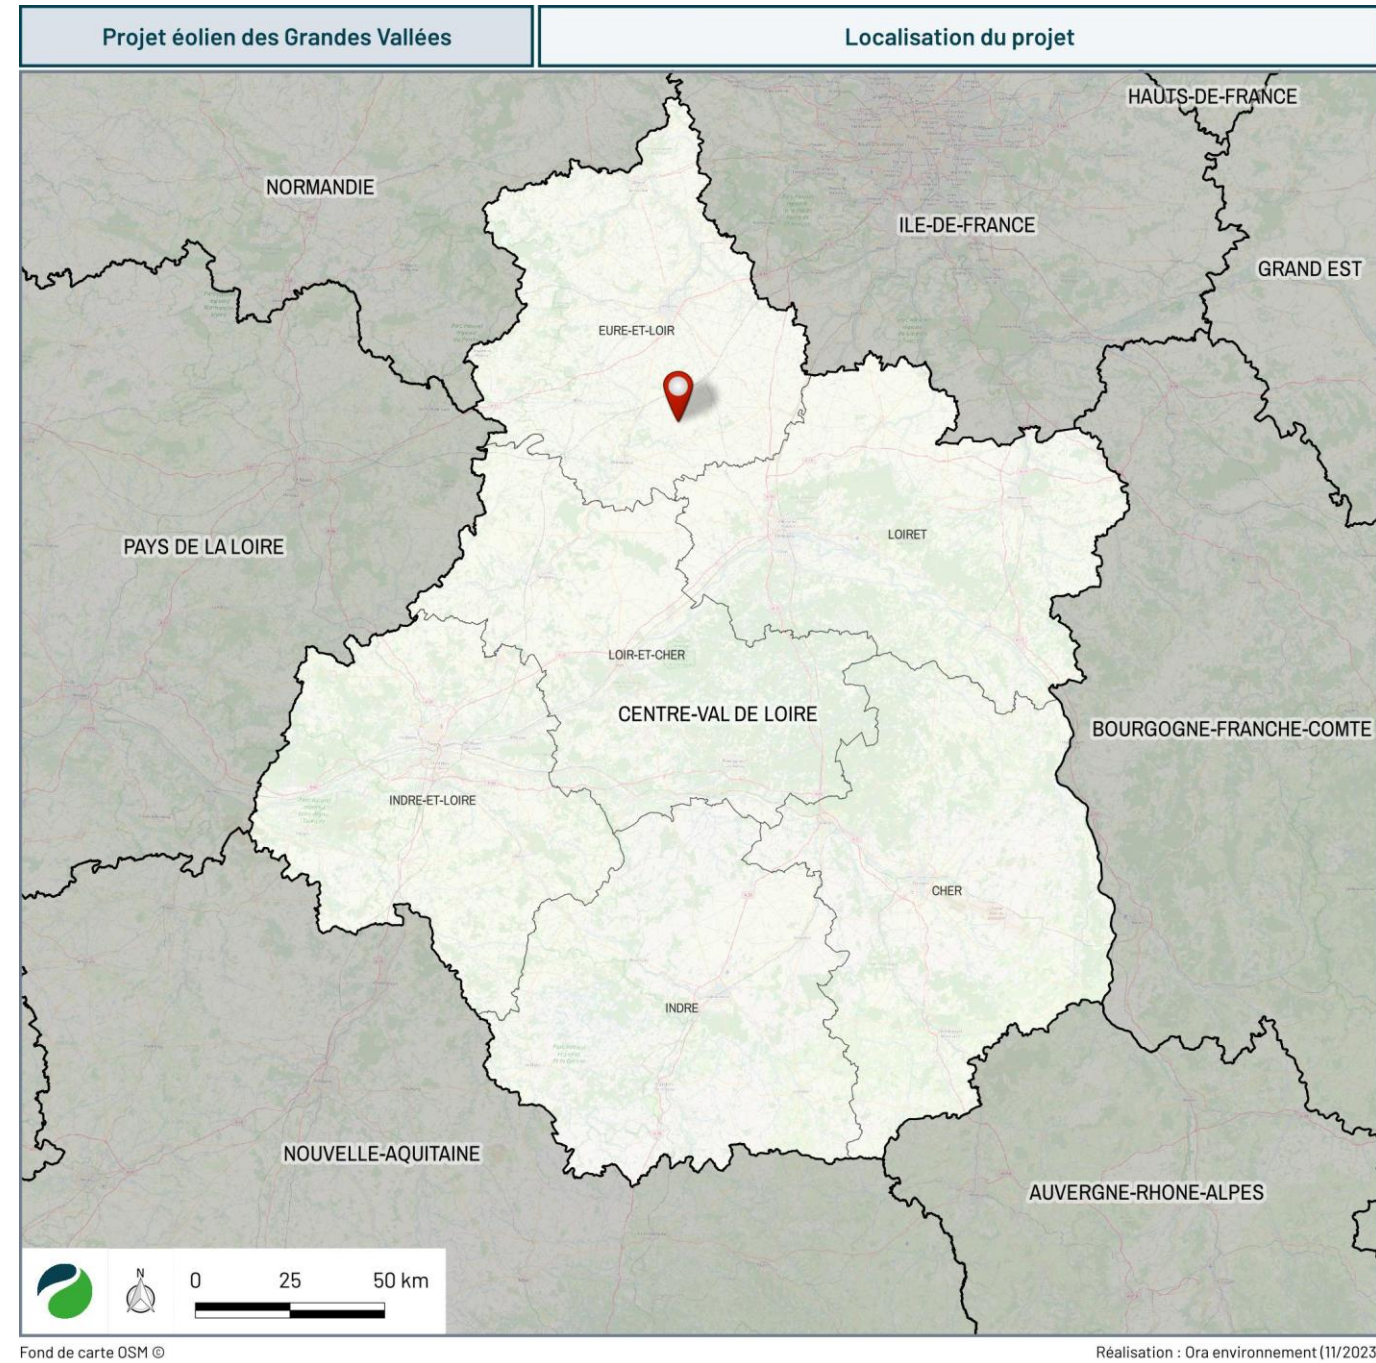 Projet éolien des Grandes Vallées
Localisation du projet
HAUTS-DE-FRANCE
NORMANDIE
ILE-DE-FRANCE
GRAND EST
EURE-ET-LOIR
PAYS DE LA LOIRE
LOIRET
LOIR-ET-CHER
CENTRE-VAL DE LOIRE
BOURGOGNE-FRANCHE-COMTE
INDRE-ET-LOIRE
CHER
INDRE
NOUVELLE-AQUITAINE
AUVERGNE-RHONE-ALPES
N
0 25 50 km
Fond de carte OSM ©
Réalisation : Ora environnement (11/2023